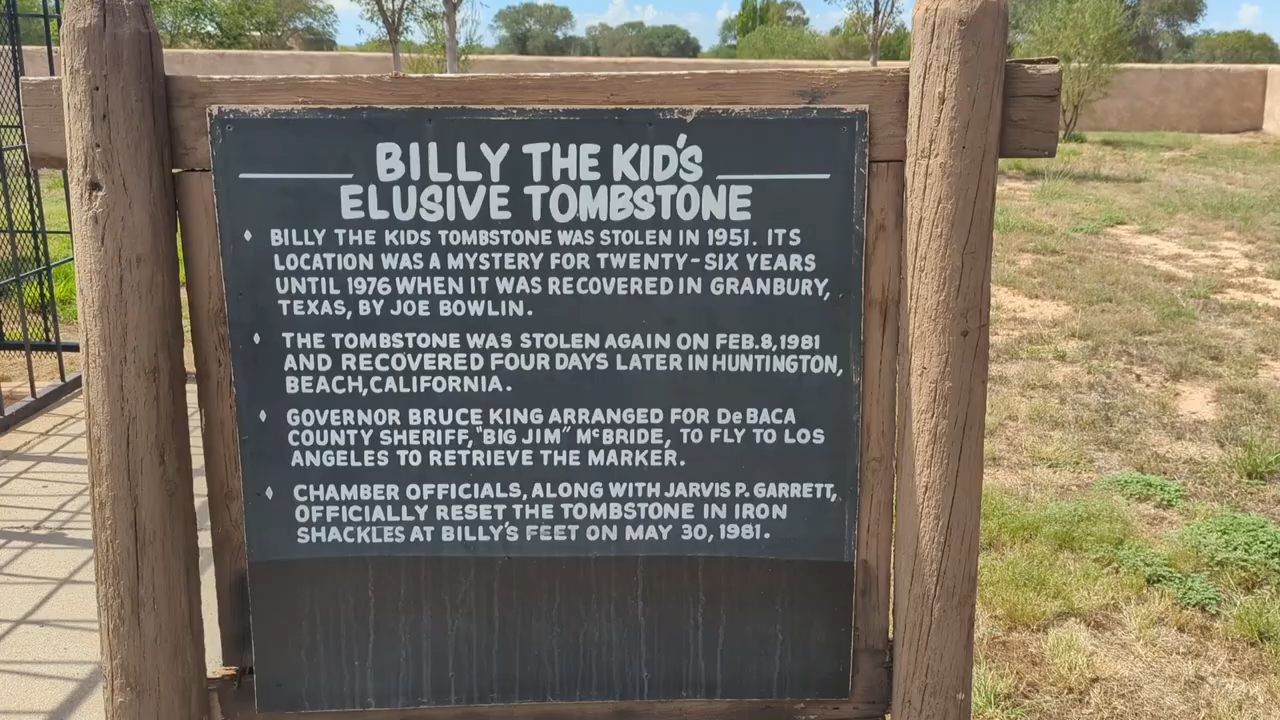 BILLY THE KID'S
ELUSIVE TOMBSTONE
BILLY THE KIDS TOMBSTONE WAS STOLEN IN 1951. ITS
LOCATION WAS A MYSTERY FOR TWENTY-SIX YEARS
UNTIL 1976 WHEN IT WAS RECOVERED IN GRANBURY,
TEXAS, BY JOE BOWLIN.
THE TOMBSTONE WAS STOLEN AGAIN ON FEB.8,1981
AND RECOVERED FOUR DAYS LATER IN HUNTINGTON,
BEACH,CALIFORNIA.
GOVERNOR BRUCE KING ARRANGED FOR DeBACA
COUNTY SHERIFF,"BIG JIM" McBRIDE, TO FLY TO LOS
ANGELES TO RETRIEVE THE MARKER.
CHAMBER OFFICIALS, ALONG WITH JARVIS P. GARRETT,
OFFICIALLY RESET THE TOMBSTONE IN IRON
SHACKLES AT BILLY'S FEET ON MAY 30,1981.